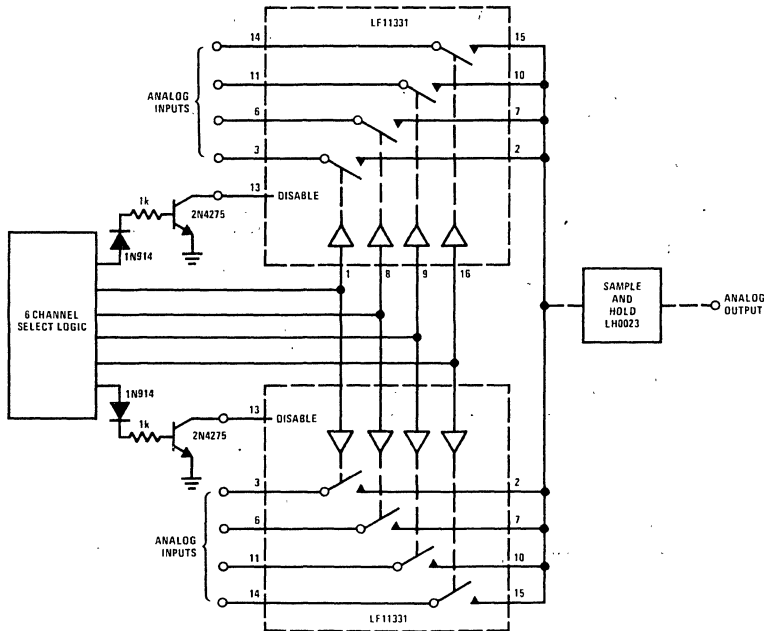 LF11331
14
15
11
10
ANALOG
INPUTS
6
7
3
2
13
DISABLE
1k
2N4275
1N914
1
8
9
16
6 CHANNEL
SELECT LOGIC
SAMPLE
AND
HOLD
LH0023
ANALOG
OUTPUT
1N914
13
DISABLE
1k
2N4275
3
2
6
7
ANALOG
INPUTS
11
10
14
15
LF11331